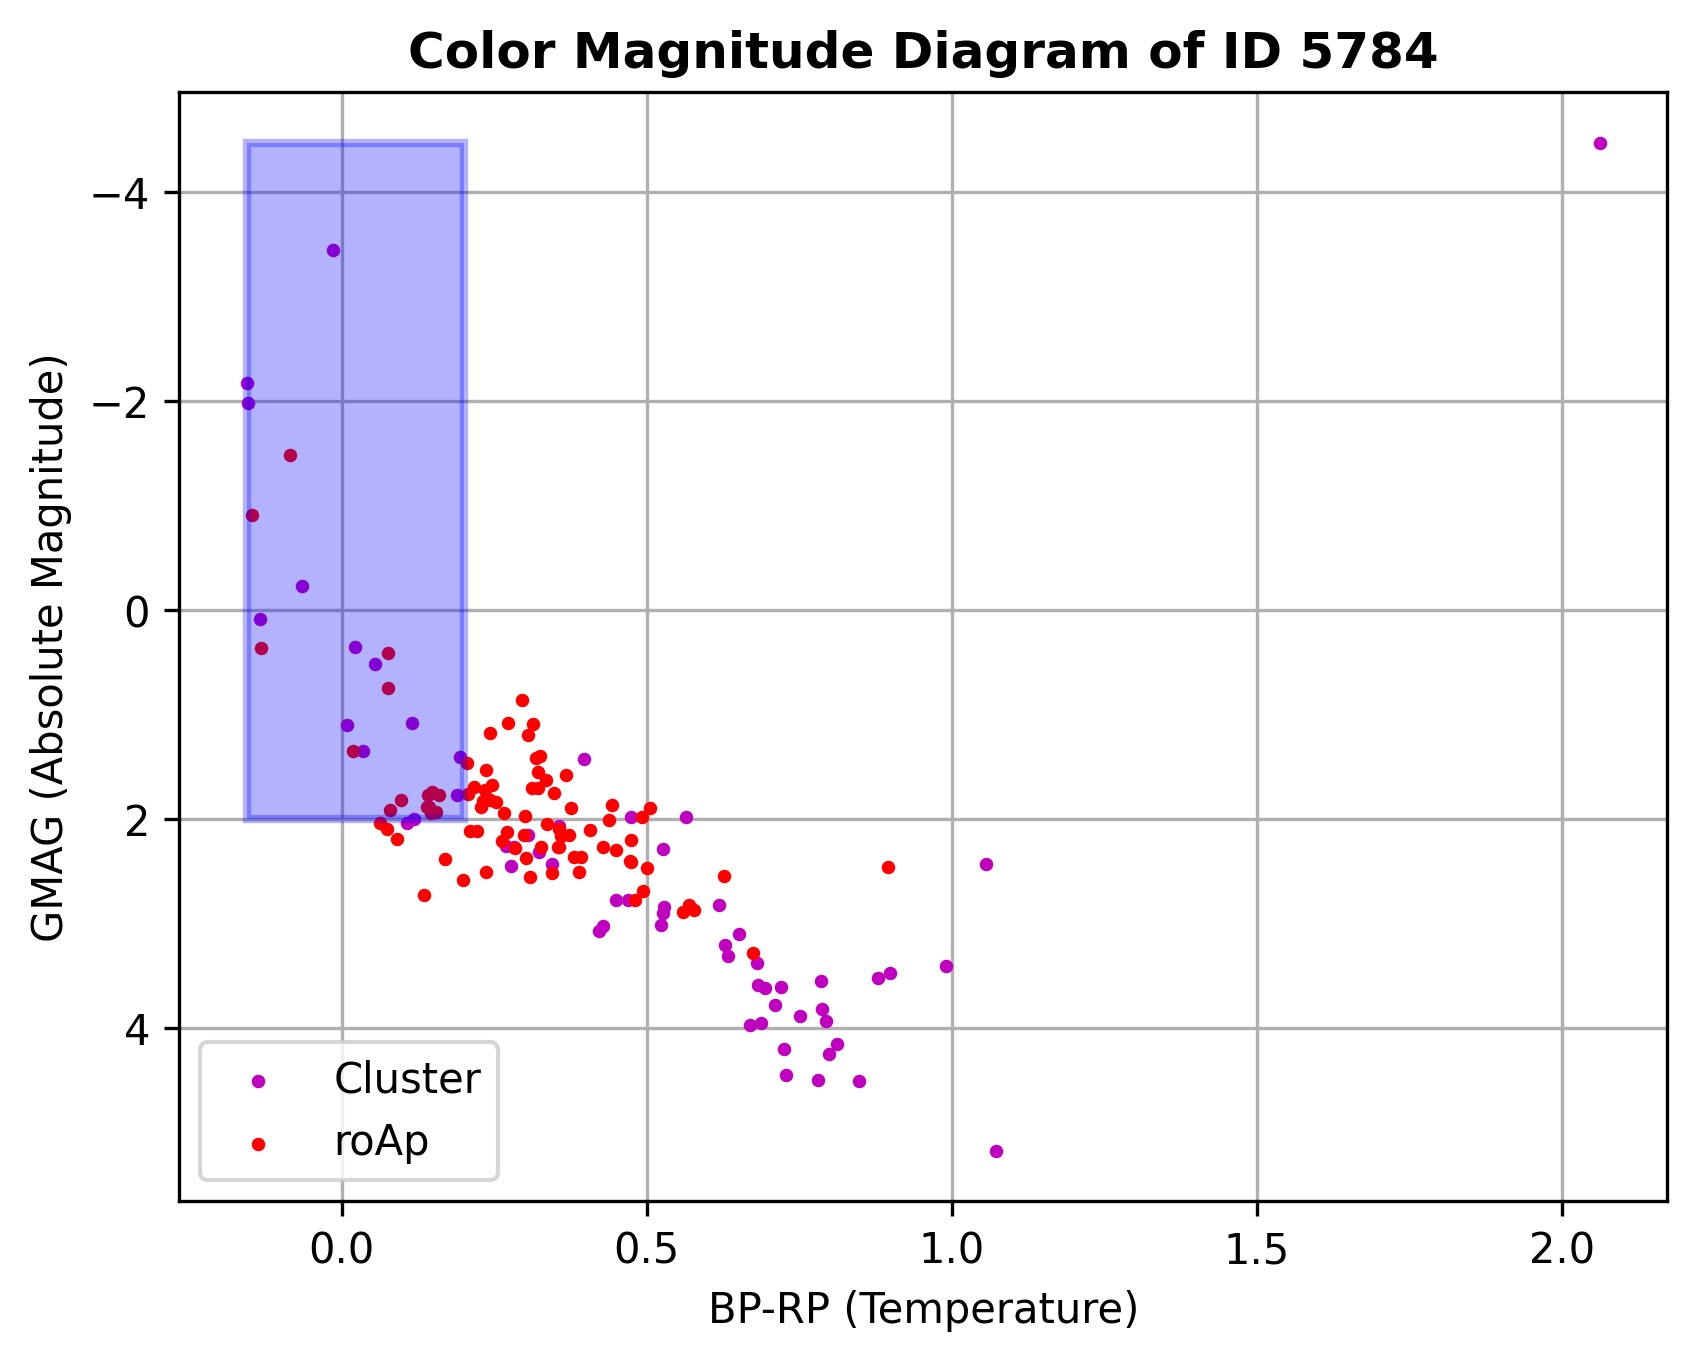 Color Magnitude Diagram of ID 5784
GMAG (Absolute Magnitude)
−4
−2
0
2
4
Cluster
roAp
0.0 0.5 1.0 1.5 2.0
BP-RP (Temperature)